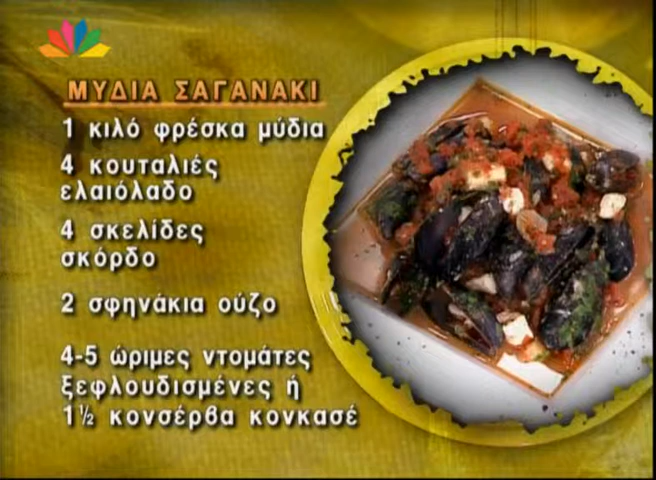 ΜΥΔΙΑ ΣΑΓΑΝΑΚΙ
1 κιλό φρέσκα μύδια
4 κουταλιές
ελαιόλαδο
4 σκελίδες
σκόρδο
2 σφηνάκια ούζο
4-5 ώριμες ντομάτες
ξεφλουδισμένες ή
1½ κονσέρβα κονκασέ